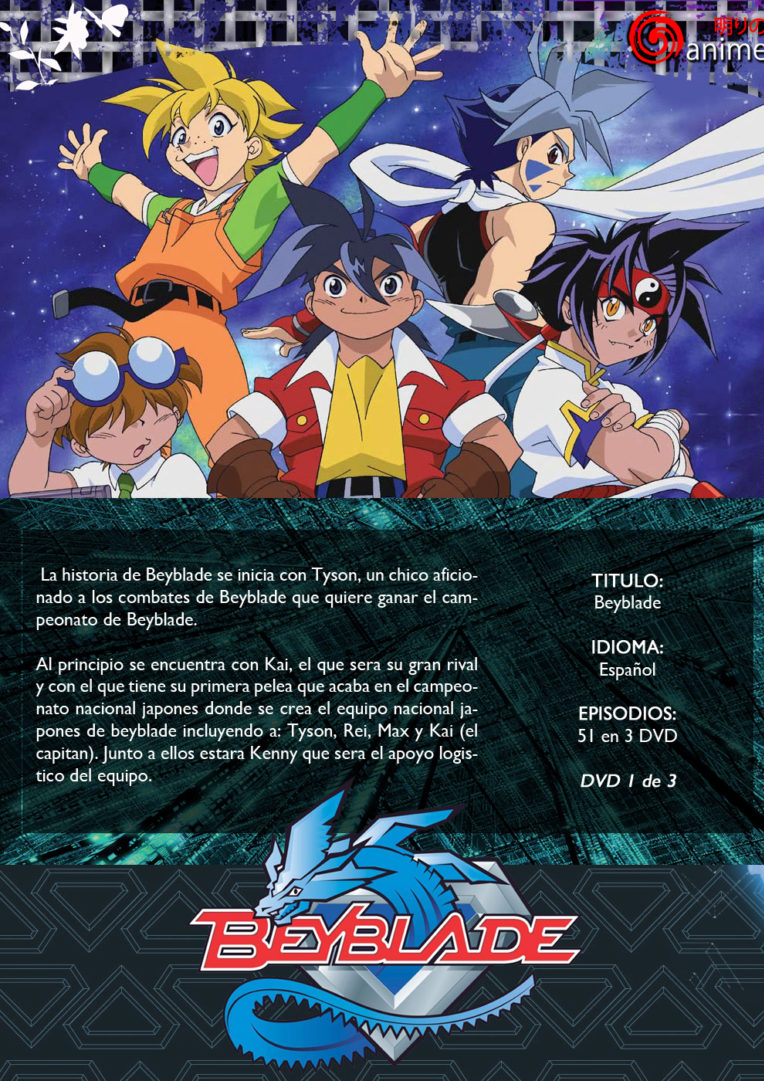 明りの
anime
La historia de Beyblade se inicia con Tyson, un chico aficio-
nado a los combates de Beyblade que quiere ganar el cam-
peonato de Beyblade.
Al principio se encuentra con Kai, el que sera su gran rival
y con el que tiene su primera pelea que acaba en el campeo-
nato nacional japones donde se crea el equipo nacional ja-
pones de beyblade incluyendo a: Tyson, Rei, Max y Kai (el
capitan). Junto a ellos estara Kenny que sera el apoyo logis-
tico del equipo.
TITULO:
Beyblade
IDIOMA:
Español
EPISODIOS:
51 en 3 DVD
DVD 1 de 3
BEYBLADE